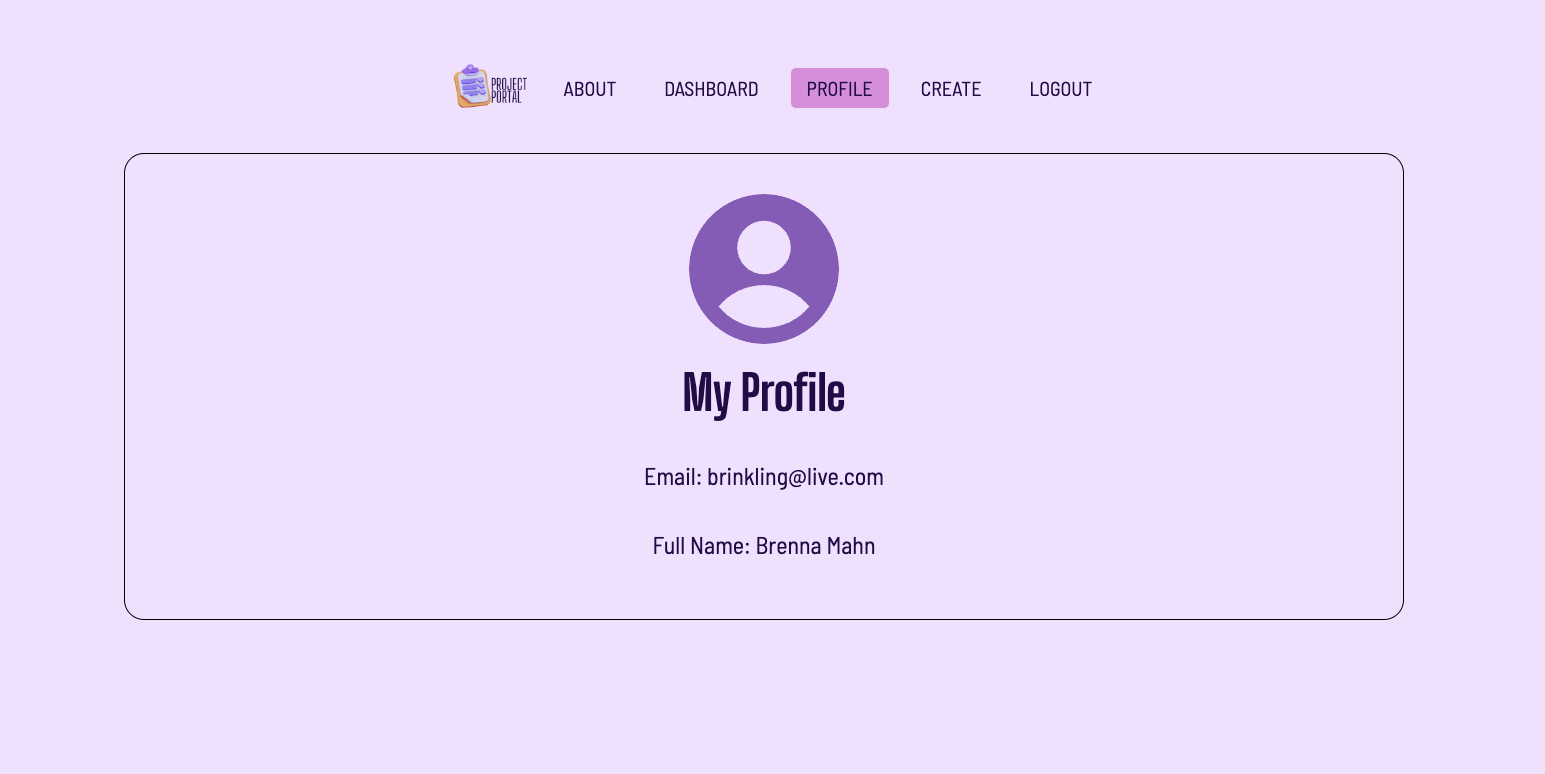 PROJECT
PORTAL
ABOUT DASHBOARD PROFILE CREATE LOGOUT
My Profile
Email: brinkling@live.com
Full Name: Brenna Mahn